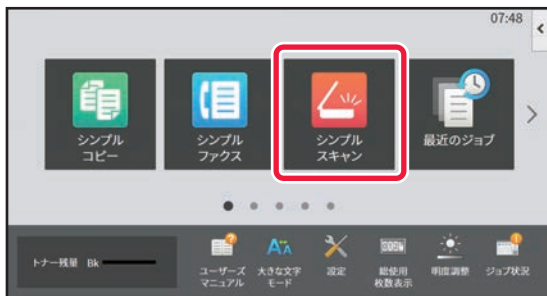 07:48
シンプル
コピー
シンプル
ファクス
シンプル
スキャン
最近のジョブ
トナー残量 Bk
ユーザーズ
マニュアル
大きな文字
モード
設定
総使用
枚数表示
明度調整
ジョブ状況